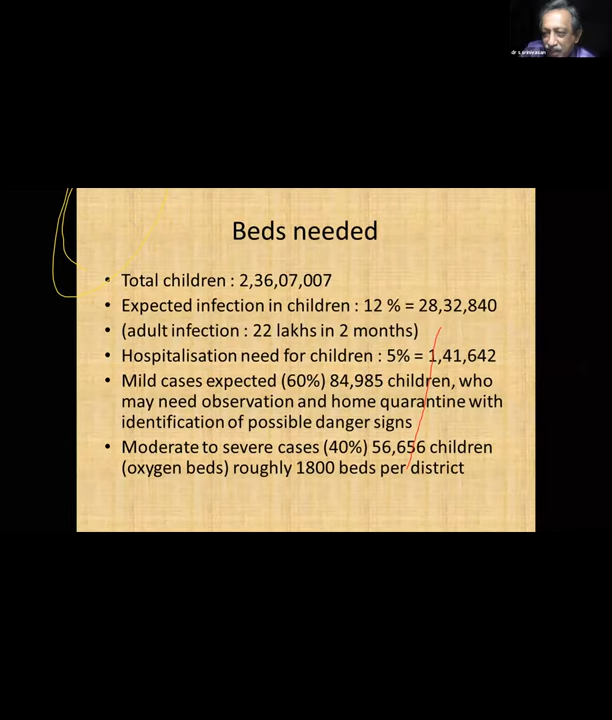 dr s srinivasan
Beds needed
• Total children : 2,36,07,007
• Expected infection in children : 12 % = 28,32,840
• (adult infection : 22 lakhs in 2 months)
• Hospitalisation need for children : 5% = 1,41,642
• Mild cases expected (60%) 84,985 children, who
may need observation and home quarantine with
identification of possible danger signs
• Moderate to severe cases (40%) 56,656 children
(oxygen beds) roughly 1800 beds per district